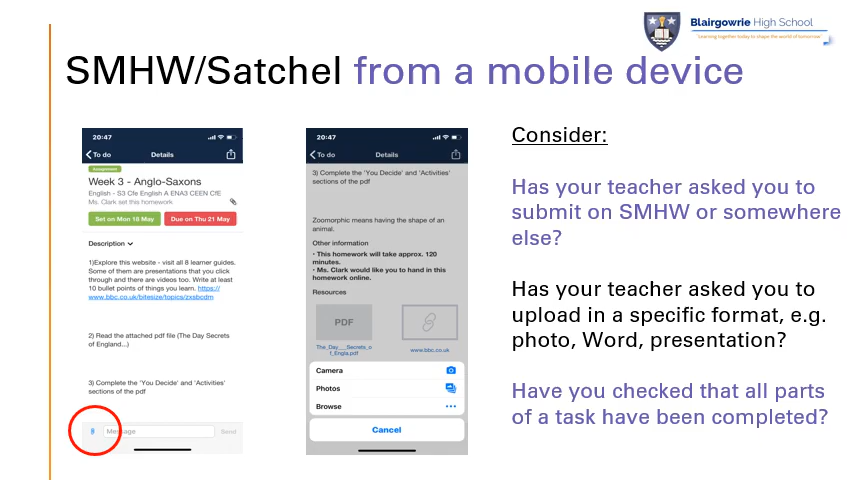 Blairgowrie High School
"Learning together today to shape the world of tomorrow"
SMHW/Satchel from a mobile device
20:47
To do
Details
Assignment
Week 3 - Anglo-Saxons
English - S3 Cfe English A ENA3 CEEN CfE
Ms. Clark set this homework
Set on Mon 18 May
Due on Thu 21 May
Description
1)Explore this website - visit all 8 learner guides.
Some of them are presentations that you click
through and there are videos too. Write at least
10 bullet points of things you learn. https://
www.bbc.co.uk/bitesize/topics/zxsbcdm
2) Read the attached pdf file (The Day Secrets
of England...)
3) Complete the 'You Decide' and 'Activities'
sections of the pdf
Message
Send
20:47
To do
Details
3) Complete the 'You Decide' and 'Activities'
sections of the pdf
Zoomorphic means having the shape of an
animal.
Other information
• This homework will take approx. 120
minutes.
• Ms. Clark would like you to hand in this
homework online.
Resources
PDF
The_Day___Secrets_o
f_Engla.pdf
www.bbc.co.uk
Camera
Photos
Browse
Cancel
Consider:
Has your teacher asked you to
submit on SMHW or somewhere
else?
Has your teacher asked you to
upload in a specific format, e.g.
photo, Word, presentation?
Have you checked that all parts
of a task have been completed?